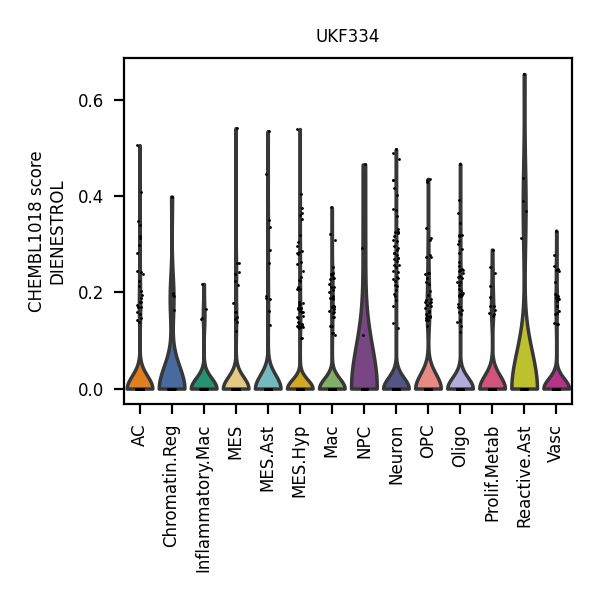 UKF334
CHEMBL1018 score
DIENESTROL
0.6
0.4
0.2
0.0
AC
Chromatin.Reg
Inflammatory.Mac
MES
MES.Ast
MES.Hyp
Mac
NPC
Neuron
OPC
Oligo
Prolif.Metab
Reactive.Ast
Vasc